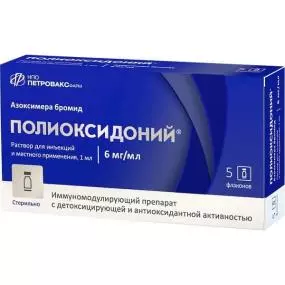 НПО
ПЕТРОВАКС ФАРМ
Азоксимера бромид
ПОЛИОКСИДОНИЙ®
Раствор для инъекций
и местного применения, 1 мл
6 мг/мл
5 флаконов
Стерильно
Иммуномодулирующий препарат
с детоксицирующей и антиоксидантной активностью